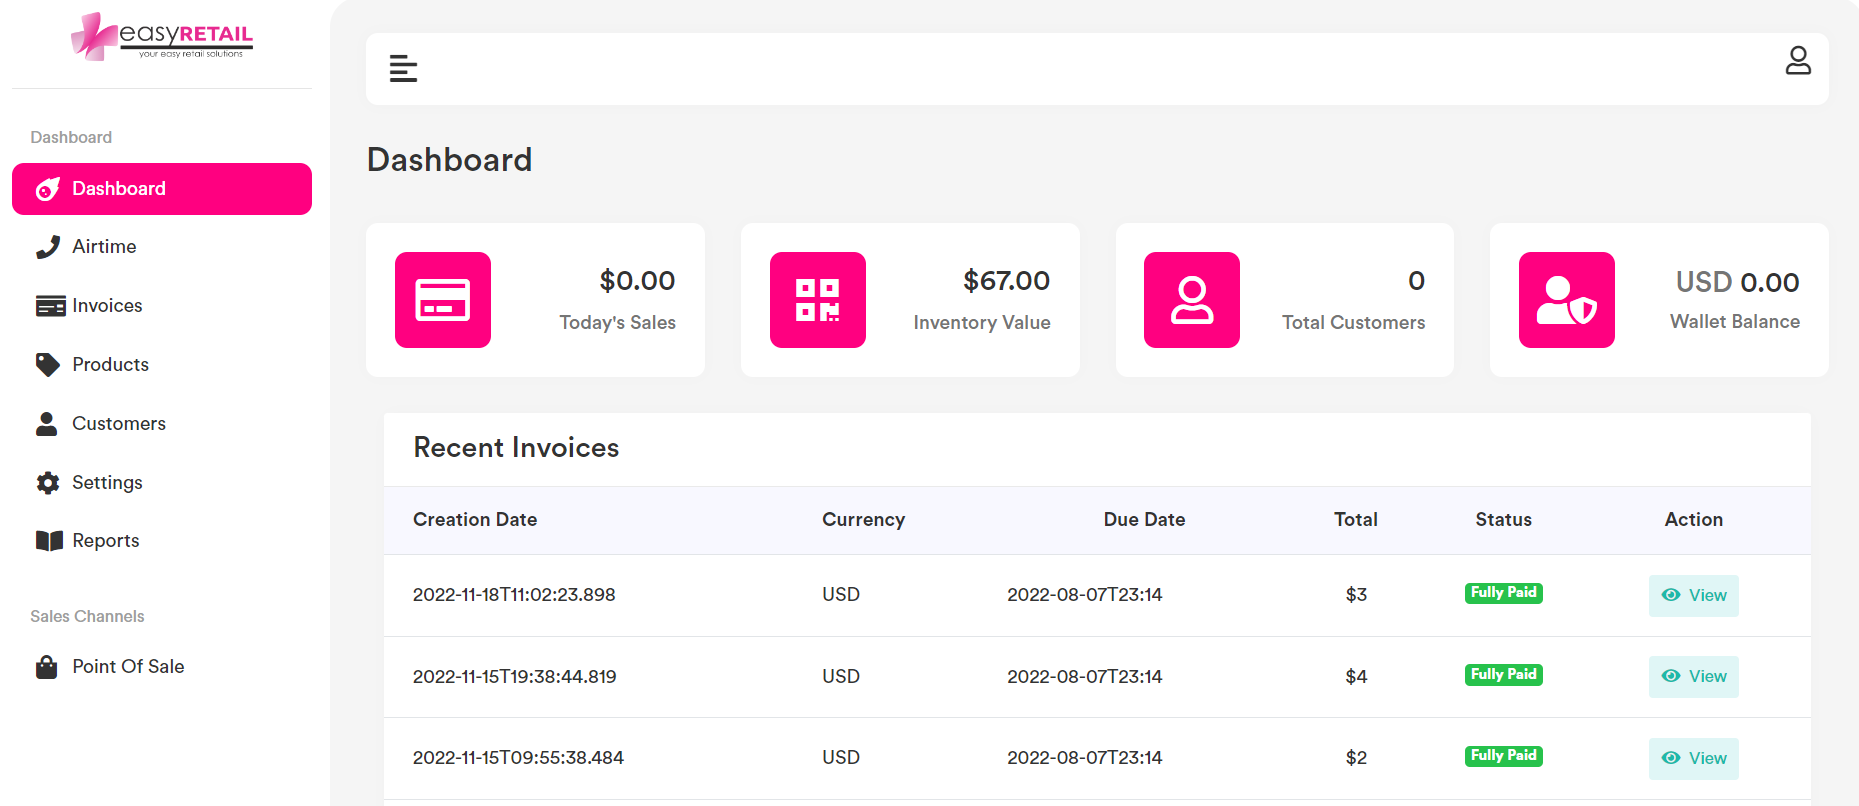 easyRETAIL
your easy retail solutions
Dashboard
Dashboard
Airtime
Invoices
Products
Customers
Settings
Reports
Sales Channels
Point Of Sale
Dashboard
$0.00
Today's Sales
$67.00
Inventory Value
0
Total Customers
USD 0.00
Wallet Balance
Recent Invoices
Creation Date Currency Due Date Total Status Action
2022-11-18T11:02:23.898 USD 2022-08-07T23:14 $3 Fully Paid View
2022-11-15T19:38:44.819 USD 2022-08-07T23:14 $4 Fully Paid View
2022-11-15T09:55:38.484 USD 2022-08-07T23:14 $2 Fully Paid View